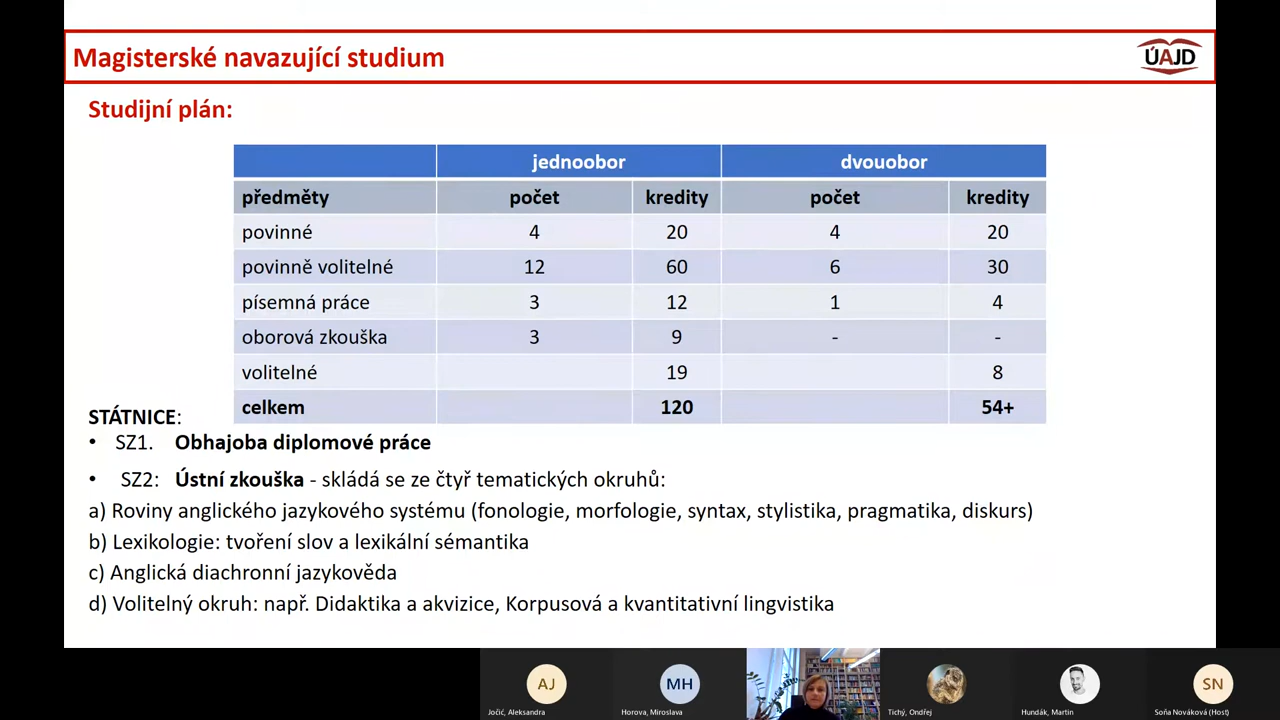 Magisterské navazující studium
ÚAJD
Studijní plán:
jednoobor dvouobor
předměty počet kredity počet kredity
povinné 4 20 4 20
povinně volitelné 12 60 6 30
písemná práce 3 12 1 4
oborová zkouška 3 9 - -
volitelné 19 8
celkem 120 54+
STÁTNICE:
• SZ1. Obhajoba diplomové práce
• SZ2: Ústní zkouška - skládá se ze čtyř tematických okruhů:
a) Roviny anglického jazykového systému (fonologie, morfologie, syntax, stylistika, pragmatika, diskurs)
b) Lexikologie: tvoření slov a lexikální sémantika
c) Anglická diachronní jazykověda
d) Volitelný okruh: např. Didaktika a akvizice, Korpusová a kvantitativní lingvistika
AJ MH SN
Jočić, Aleksandra Horova, Miroslava Tichý, Ondřej Hundák, Martin Soňa Nováková (Host)